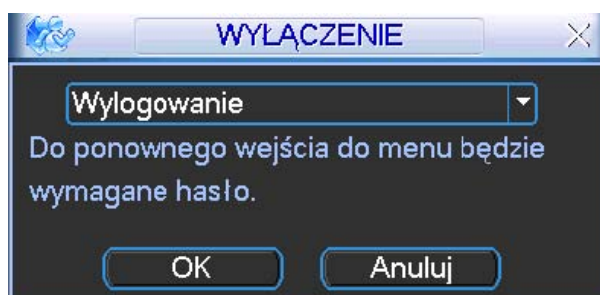 WYŁĄCZENIE
Wylogowanie
Do ponownego wejścia do menu będzie
wymagane hasło.
OK Anuluj